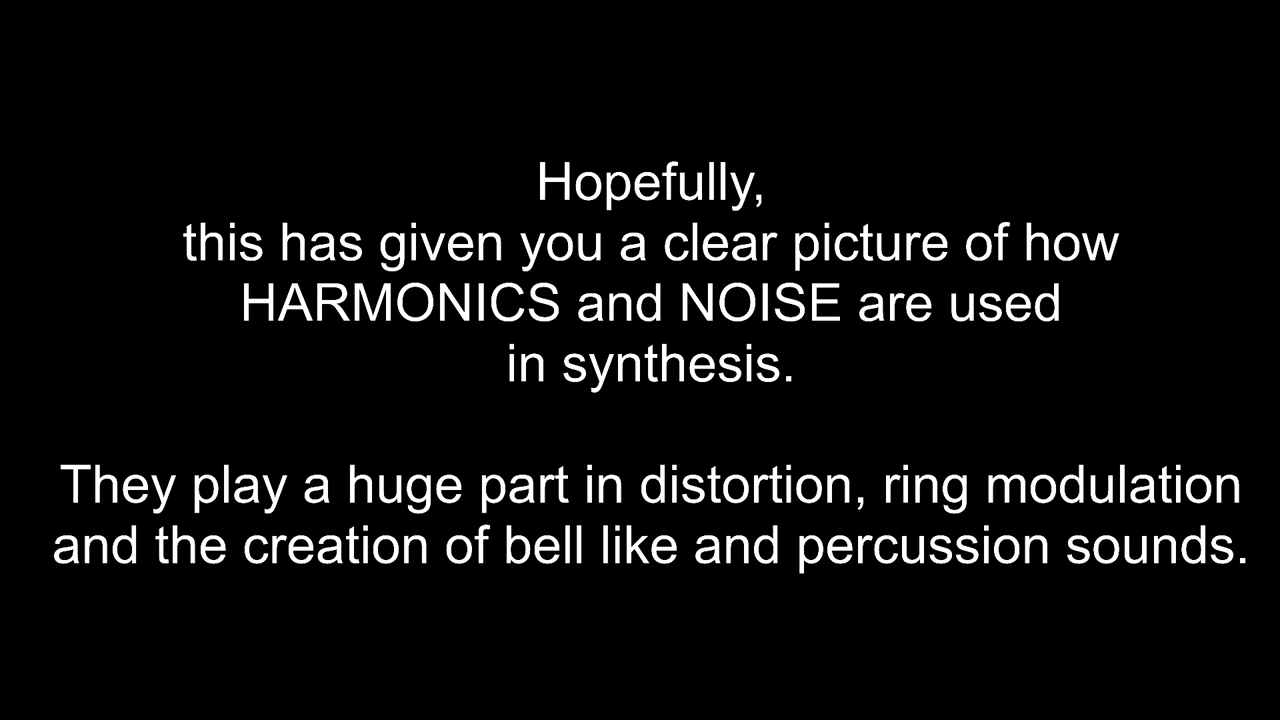 Hopefully,
this has given you a clear picture of how
HARMONICS and NOISE are used
in synthesis.
They play a huge part in distortion, ring modulation
and the creation of bell like and percussion sounds.